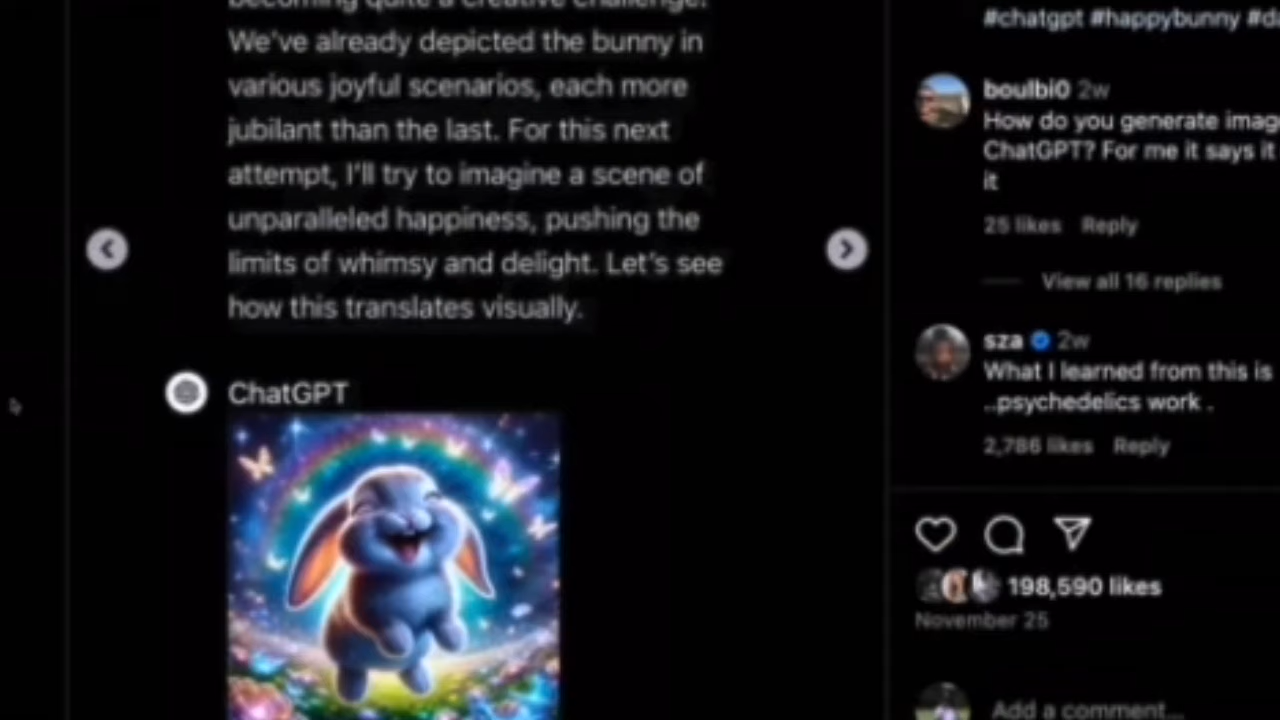 becoming quite a creative challenge!
We've already depicted the bunny in
various joyful scenarios, each more
jubilant than the last. For this next
attempt, I'll try to imagine a scene of
unparalleled happiness, pushing the
limits of whimsy and delight. Let's see
how this translates visually.
ChatGPT
#chatgpt #happybunny
boulbi0 2w
How do you generate
ChatGPT? For me it says it
it
25 likes Reply
View all 16 replies
sza 2w
What I learned from this is
..psychedelics work .
2,786 likes Reply
198,590 likes
November 25
Add a comment...